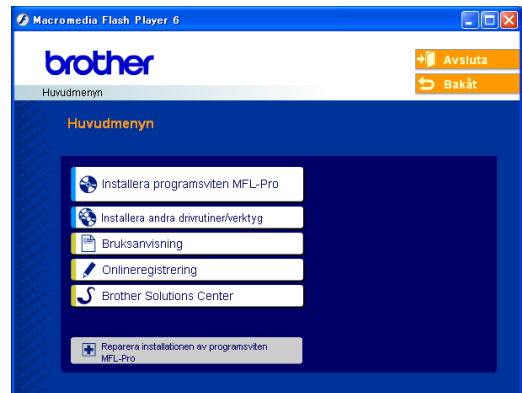 Macromedia Flash Player 6
brother
Avsluta
Bakåt
Huvudmenyn
Huvudmenyn
Installera programsviten MFL-Pro
Installera andra drivrutiner/verktyg
Bruksanvisning
Onlineregistrering
Brother Solutions Center
Reparera installationen av programsviten
MFL-Pro